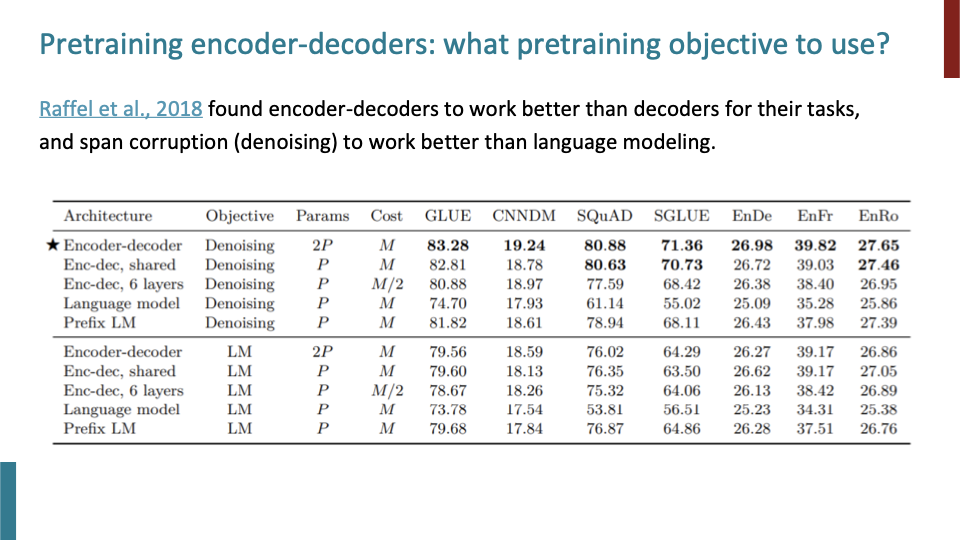 Pretraining encoder-decoders: what pretraining objective to use?
Raffel et al., 2018 found encoder-decoders to work better than decoders for their tasks,
and span corruption (denoising) to work better than language modeling.
Architecture Objective Params Cost GLUE CNNDM SQuAD SGLUE EnDe EnFr EnRo
★ Encoder-decoder Denoising 2P M 83.28 19.24 80.88 71.36 26.98 39.82 27.65
Enc-dec, shared Denoising P M 82.81 18.78 80.63 70.73 26.72 39.03 27.46
Enc-dec, 6 layers Denoising P M/2 80.88 18.97 77.59 68.42 26.38 38.40 26.95
Language model Denoising P M 74.70 17.93 61.14 55.02 25.09 35.28 25.86
Prefix LM Denoising P M 81.82 18.61 78.94 68.11 26.43 37.98 27.39
Encoder-decoder LM 2P M 79.56 18.59 76.02 64.29 26.27 39.17 26.86
Enc-dec, shared LM P M 79.60 18.13 76.35 63.50 26.62 39.17 27.05
Enc-dec, 6 layers LM P M/2 78.67 18.26 75.32 64.06 26.13 38.42 26.89
Language model LM P M 73.78 17.54 53.81 56.51 25.23 34.31 25.38
Prefix LM LM P M 79.68 17.84 76.87 64.86 26.28 37.51 26.76